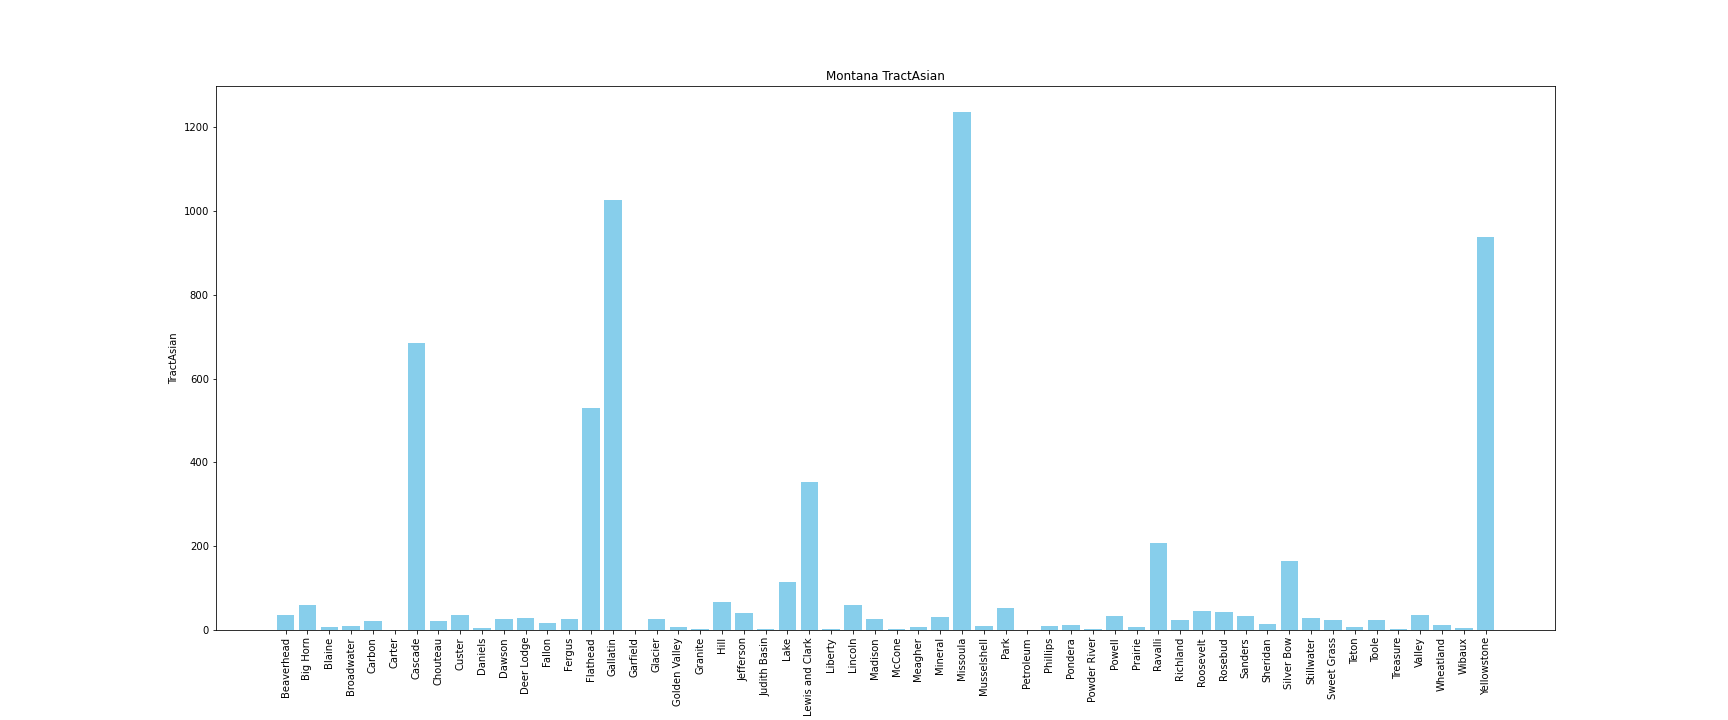 Montana TractAsian
TractAsian
1200
1000
800
600
400
200
0
Beaverhead
Big Horn
Blaine
Broadwater
Carbon
Carter
Cascade
Chouteau
Custer
Daniels
Dawson
Deer Lodge
Fallon
Fergus
Flathead
Gallatin
Garfield
Glacier
Golden Valley
Granite
Hill
Jefferson
Judith Basin
Lake
Lewis and Clark
Liberty
Lincoln
Madison
McCone
Meagher
Mineral
Missoula
Musselshell
Park
Petroleum
Phillips
Pondera
Powder River
Powell
Prairie
Ravalli
Richland
Roosevelt
Rosebud
Sanders
Sheridan
Silver Bow
Stillwater
Sweet Grass
Teton
Toole
Treasure
Valley
Wheatland
Wibaux
Yellowstone